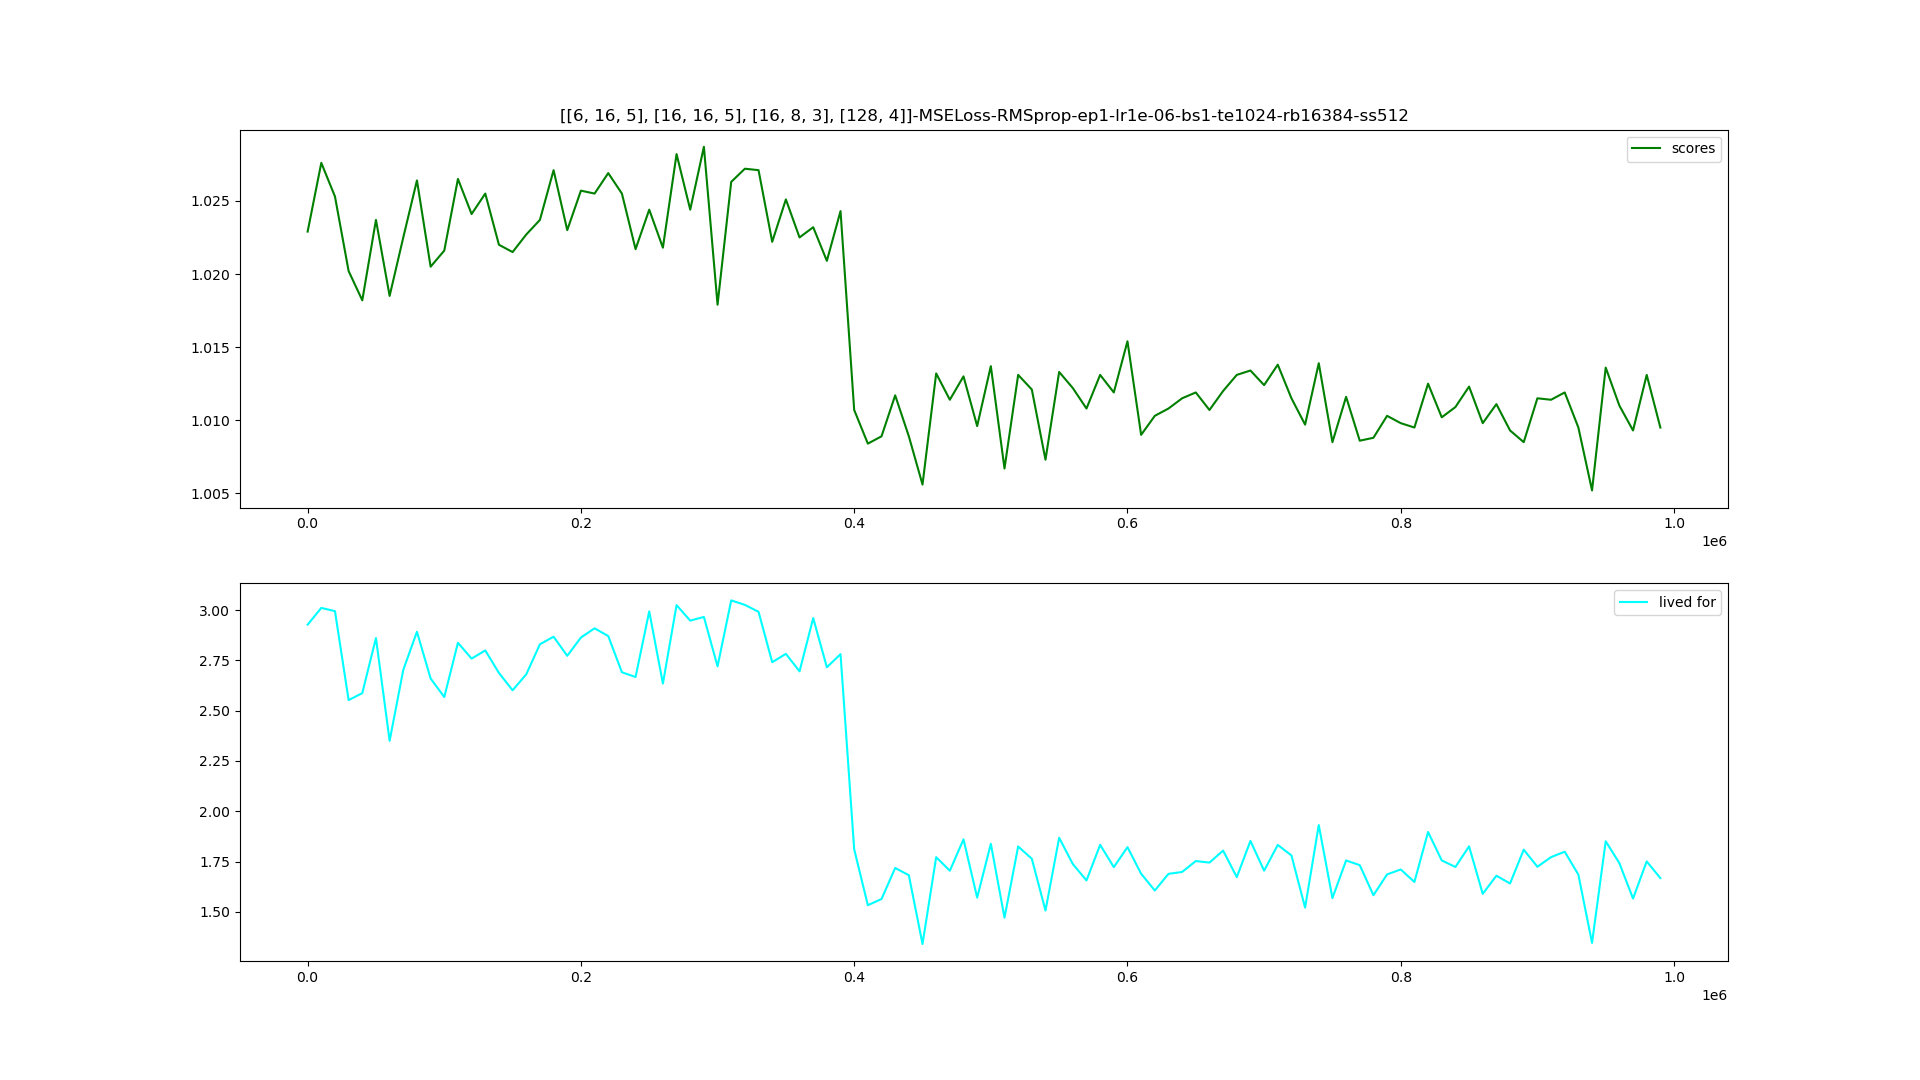 [[6, 16, 5], [16, 16, 5], [16, 8, 3], [128, 4]]-MSELoss-RMSprop-ep1-lr1e-06-bs1-te1024-rb16384-ss512
scores
1.025
1.020
1.015
1.010
1.005
0.0 0.2 0.4 0.6 0.8 1.0
1e6
lived for
3.00
2.75
2.50
2.25
2.00
1.75
1.50
0.0 0.2 0.4 0.6 0.8 1.0
1e6